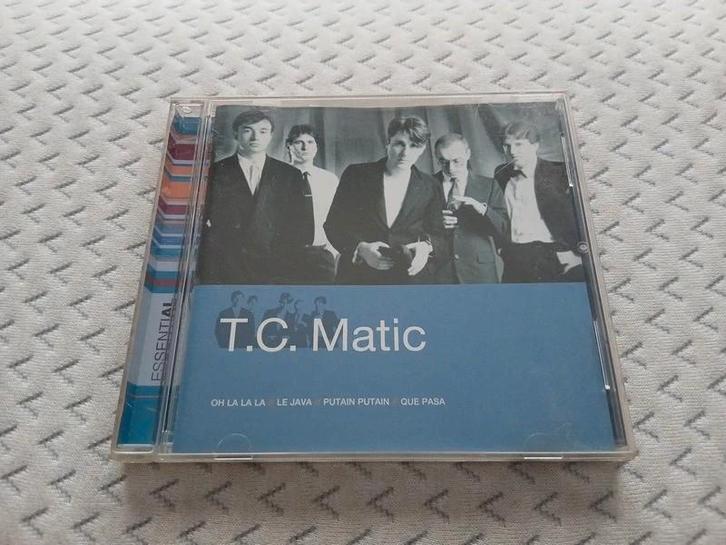 ESSENTIAL
T.C. Matic
OH LA LA LA // LE JAVA // PUTAIN PUTAIN // QUE PASA